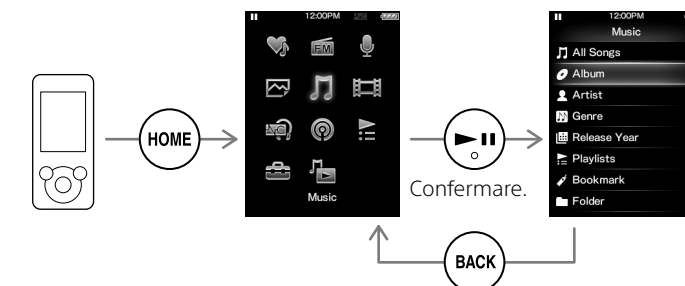 HOME
12:00PM
FM
Music
Confermare.
12:00PM
Music
All Songs
Album
Artist
Genre
Release Year
Playlists
Bookmark
Folder
BACK